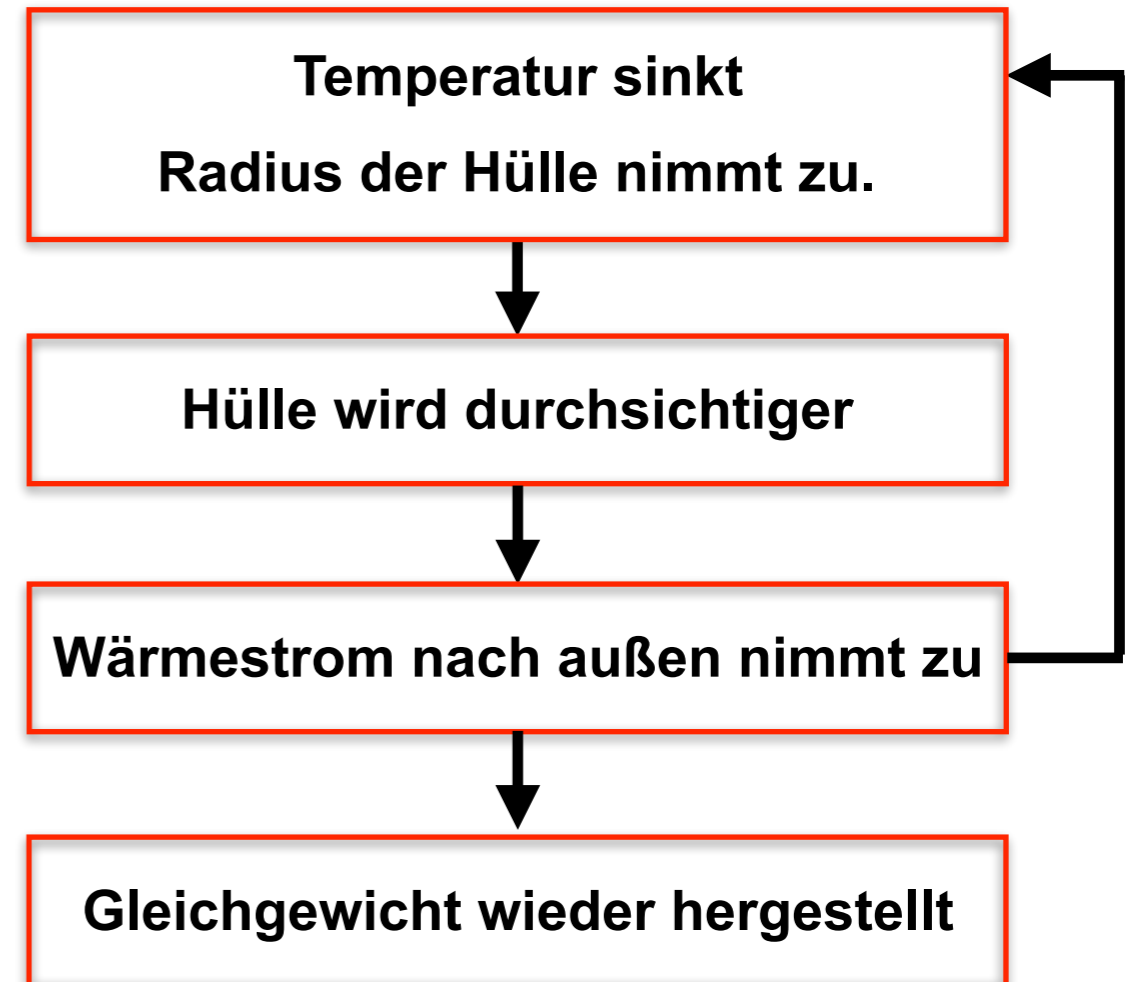 Temperatur sinkt
Radius der Hülle nimmt zu.
Hülle wird durchsichtiger
Wärmestrom nach außen nimmt zu
Gleichgewicht wieder hergestellt